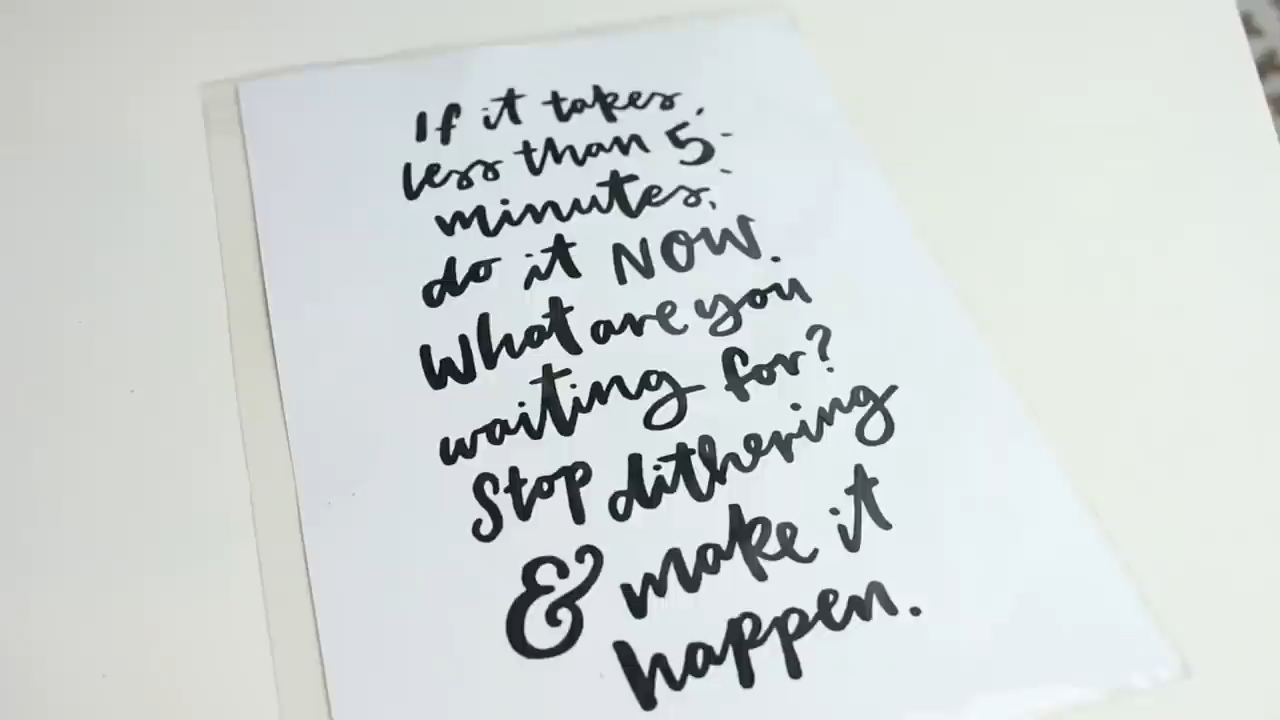 If it takes
less than 5
minutes,
do it NOW.
What are you
waiting for?
Stop dithering
& make it
happen.